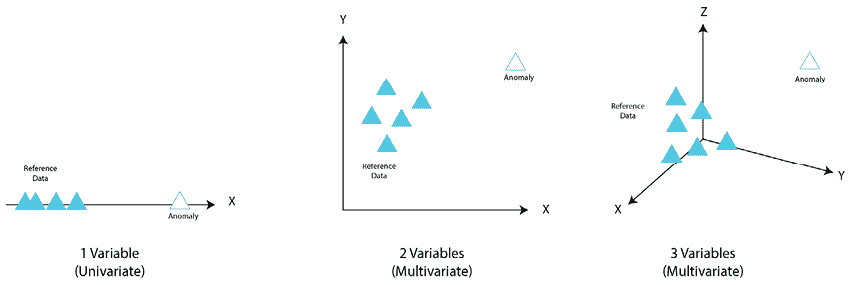 Reference
Data
X
Anomaly
1 Variable
(Univariate)
Y
Anomaly
Reference
Data
X
2 Variables
(Multivariate)
Z
Anomaly
Reference
Data
Y
X
3 Variables
(Multivariate)